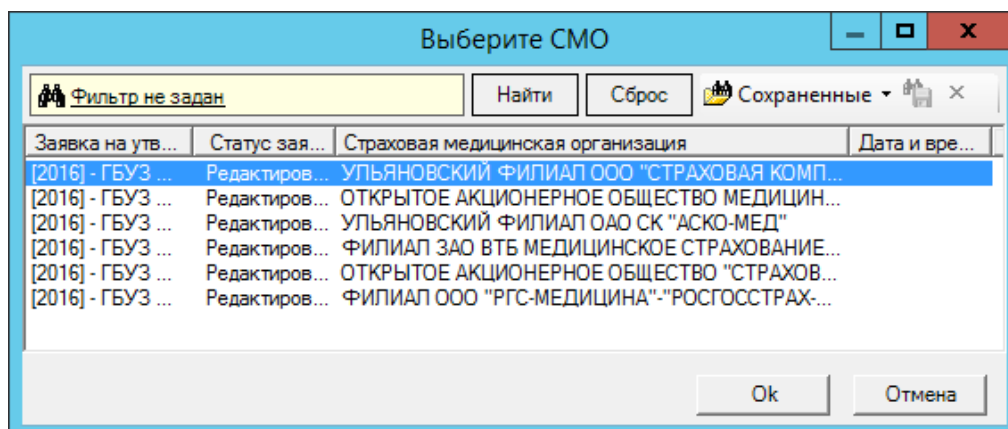 Выберите СМО
Фильтр не задан Найти Сброс Сохраненные
Заявка на утв... Статус зая... Страховая медицинская организация Дата и вре...
[2016] - ГБУЗ ... Редактиров... УЛЬЯНОВСКИЙ ФИЛИАЛ ООО "СТРАХОВАЯ КОМП...
[2016] - ГБУЗ ... Редактиров... ОТКРЫТОЕ АКЦИОНЕРНОЕ ОБЩЕСТВО МЕДИЦИН...
[2016] - ГБУЗ ... Редактиров... УЛЬЯНОВСКИЙ ФИЛИАЛ ОАО СК "АСКО-МЕД"
[2016] - ГБУЗ ... Редактиров... ФИЛИАЛ ЗАО ВТБ МЕДИЦИНСКОЕ СТРАХОВАНИЕ...
[2016] - ГБУЗ ... Редактиров... ОТКРЫТОЕ АКЦИОНЕРНОЕ ОБЩЕСТВО "СТРАХОВ...
[2016] - ГБУЗ ... Редактиров... ФИЛИАЛ ООО "РГС-МЕДИЦИНА"-"РОСГОССТРАХ-...
Ok Отмена